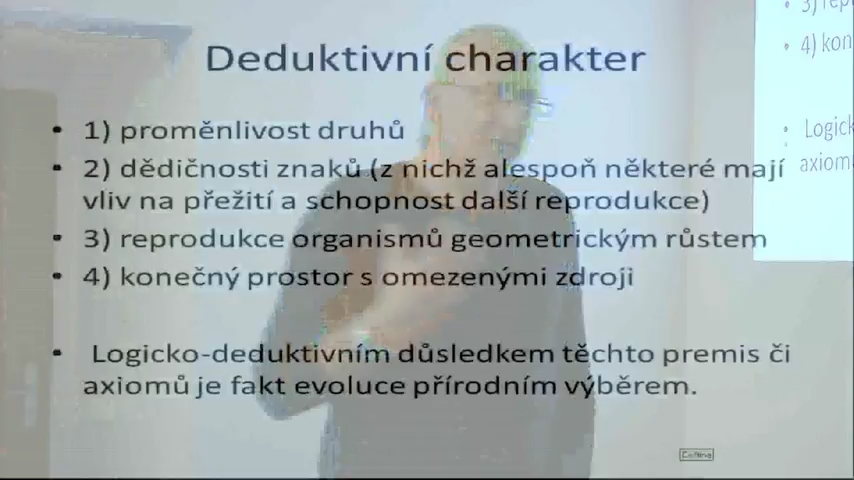 Deduktivní charakter
• 1) proměnlivost druhů
• 2) dědičnosti znaků (z nichž alespoň některé mají
vliv na přežití a schopnost další reprodukce)
• 3) reprodukce organismů geometrickým růstem
• 4) konečný prostor s omezenými zdroji
• Logicko-deduktivním důsledkem těchto premis či
axiomů je fakt evoluce přírodním výběrem.
• 4) kon
• Logick
axiom